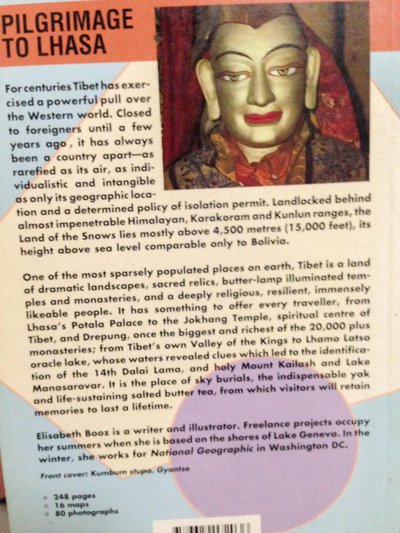 PILGRIMAGE
TO LHASA
For centuries Tibet has exer-
cised a powerful pull over
the Western world. Closed
to foreigners until a few
years ago, it has always
been a country apart—as
rarefied as its air, as indi-
vidualistic and intangible
as only its geographic loca-
tion and a determined policy of isolation permit. Landlocked behind
almost impenetrable Himalayan, Karakoram and Kunlun ranges, the
Land of the Snows lies mostly above 4,500 metres (15,000 feet), its
height above sea level comparable only to Bolivia.
One of the most sparsely populated places on earth, Tibet is a land
of dramatic landscapes, sacred relics, butter-lamp illuminated tem-
ples and monasteries, and a deeply religious, resilient, immensely
likeable people. It has something to offer every traveller, from
Lhasa's Potala Palace to the Jokhang Temple, spiritual centre of
Tibet, and Drepung, once the biggest and richest of the 20,000 plus
monasteries; from Tibet's own Valley of the Kings to Lhamo Latso
oracle lake, whose waters revealed clues which led to the identifica-
tion of the 14th Dalai Lama, and holy Mount Kailash and Lake
Manasarovar. It is the place of sky burials, the indispensable yak
and life-sustaining salted butter tea, from which visitors will retain
memories to last a lifetime.
Elisabeth Booz is a writer and illustrator. Freelance projects occupy
her summers when she is based on the shores of Lake Geneva. In the
winter, she works for National Geographic in Washington DC.
Front cover: Kumbum stupa, Gyantse
248 pages
16 maps
80 photographs